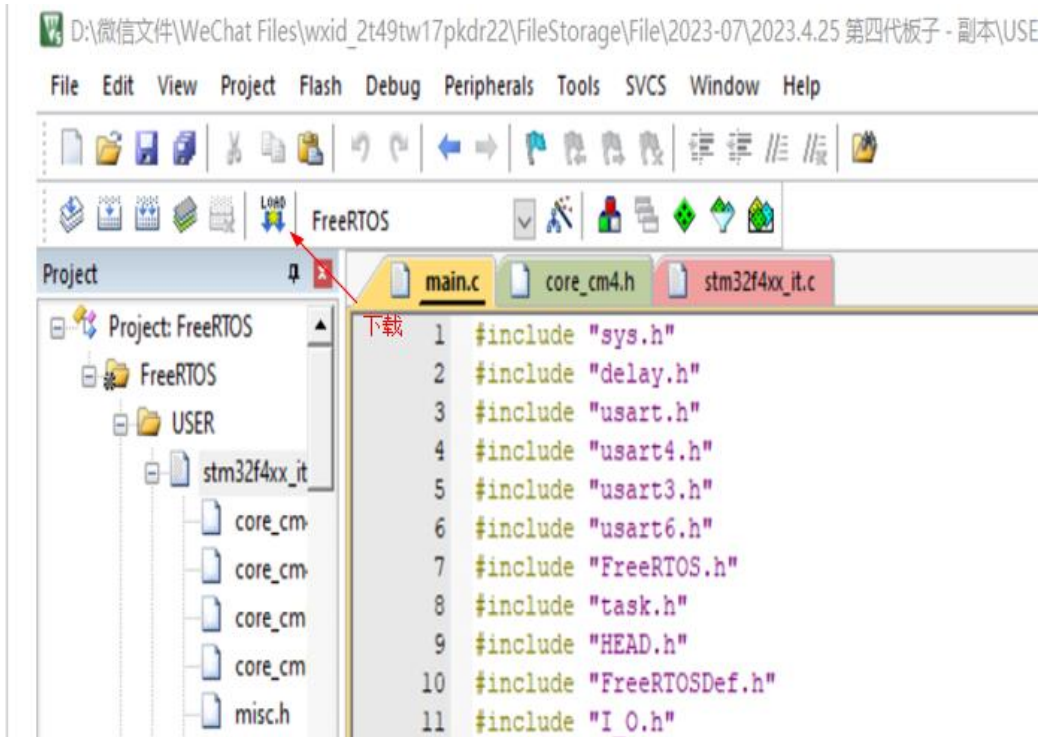 D:\微信文件\WeChat Files\wxid_2t49tw17pkdr22\FileStorage\File\2023-07\2023.4.25 第四代板子 - 副本\USE
File Edit View Project Flash Debug Peripherals Tools SVCS Window Help
LOAD FreeRTOS
Project
main.c core_cm4.h stm32f4xx_it.c
下载
Project: FreeRTOS
FreeRTOS
USER
stm32f4xx_it
core_cm
core_cm
core_cm
core_cm
misc.h
1 #include "sys.h"
2 #include "delay.h"
3 #include "usart.h"
4 #include "usart4.h"
5 #include "usart3.h"
6 #include "usart6.h"
7 #include "FreeRTOS.h"
8 #include "task.h"
9 #include "HEAD.h"
10 #include "FreeRTOSDef.h"
11 #include "I_O.h"